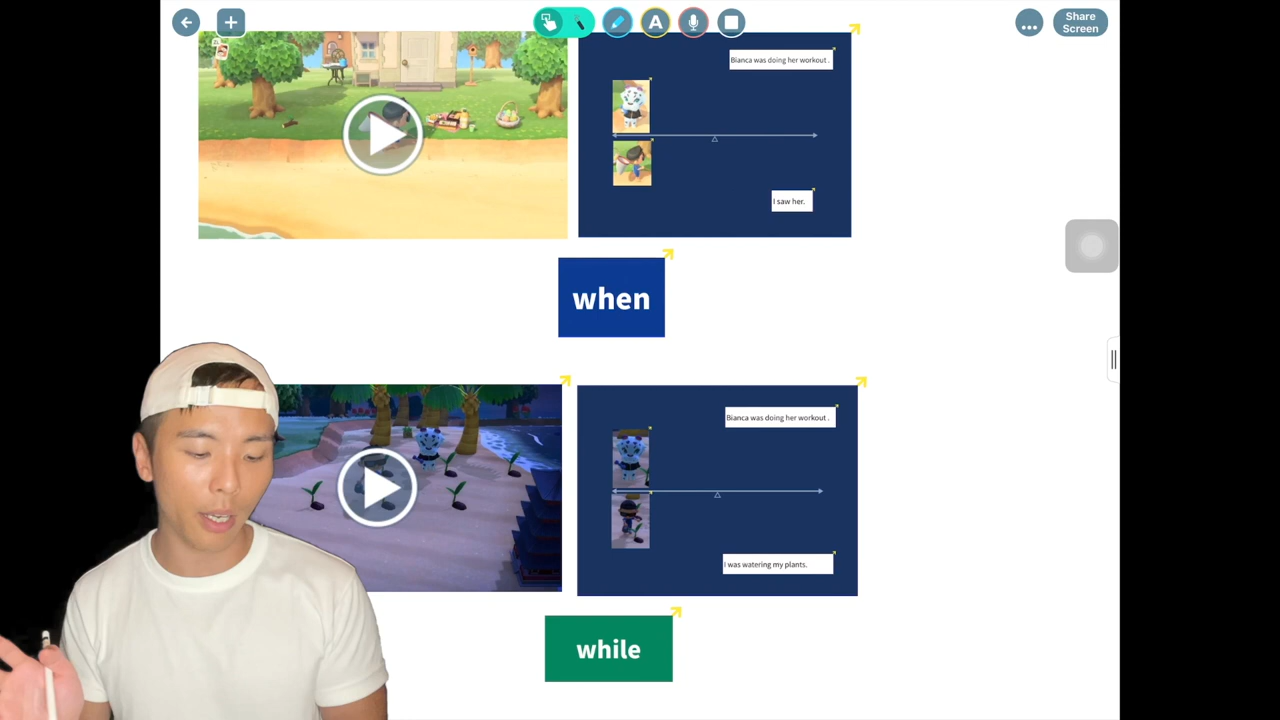 Share
Screen
Bianca was doing her workout .
I saw her.
when
Bianca was doing her workout .
I was watering my plants.
while